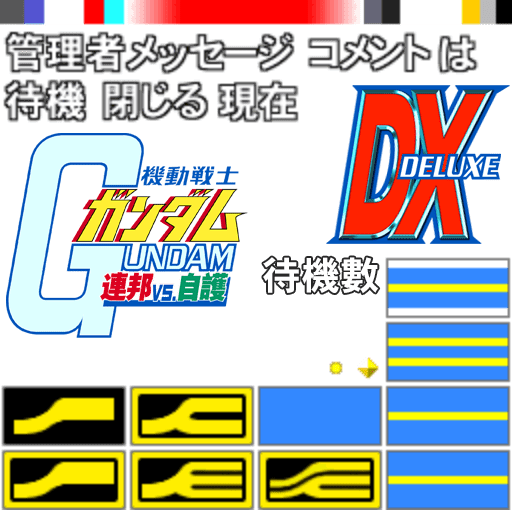 管理者メッセージ コメント は
待機 閉じる 現在
DX
DELUXE
機動戦士
ガンダム
GUNDAM
連邦vs.自護
待機數